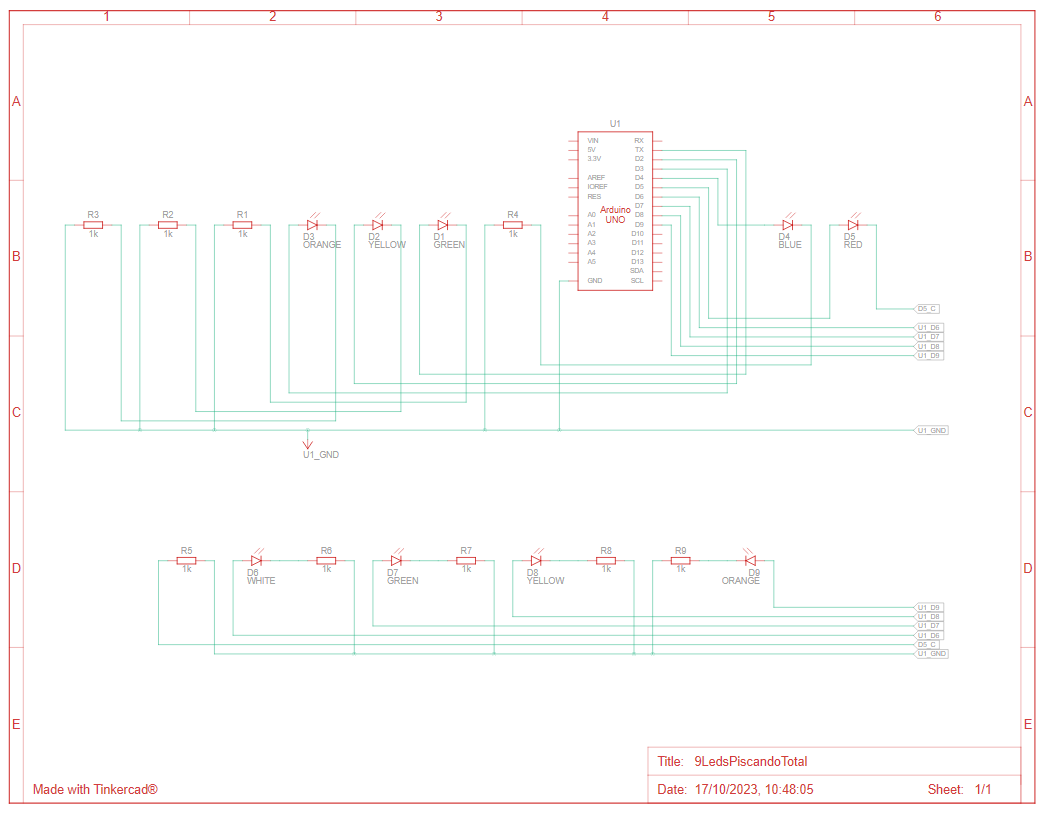 1 2 3 4 5 6
A A
U1
VIN RX
5V TX
3.3V D2
D3
AREF D4
IOREF D5
RES D6
D7
Arduino
UNO
A0 D8
A1 D9
A2 D10
A3 D11
A4 D12
A5 D13
SDA
GND SCL
R3 R2 R1 R4
1k 1k 1k 1k
D3 D2 D1 D4 D5
ORANGE YELLOW GREEN BLUE RED
B B
D5_C
U1_D6
U1_D7
U1_D8
U1_D9
C C
U1_GND
U1_GND
R5 R6 R7 R8 R9
1k 1k 1k 1k 1k
D D
D6 D7 D8 D9
WHITE GREEN YELLOW ORANGE
U1_D9
U1_D8
U1_D7
U1_D6
D5_C
U1_GND
E E
Title: 9LedsPiscandoTotal
Made with Tinkercad® Date: 17/10/2023, 10:48:05 Sheet: 1/1